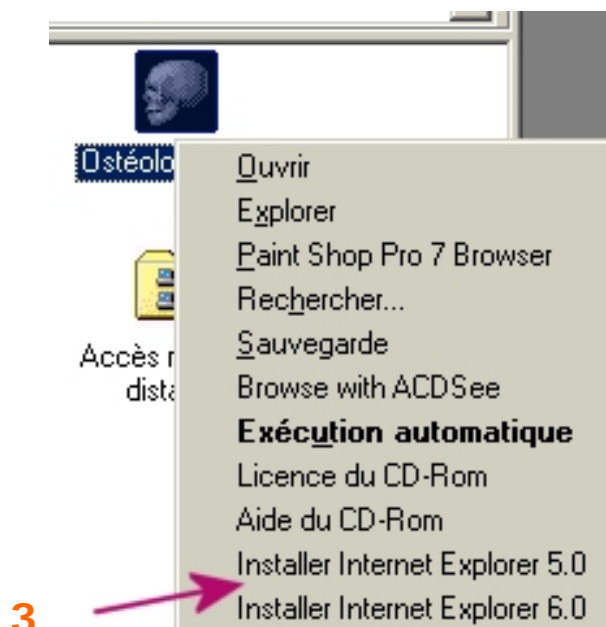 Ostéolo
Ouvrir
Explorer
Paint Shop Pro 7 Browser
Rechercher...
Sauvegarde
Accès r
dista
Browse with ACDSee
Exécution automatique
Licence du CD-Rom
Aide du CD-Rom
Installer Internet Explorer 5.0
Installer Internet Explorer 6.0
3